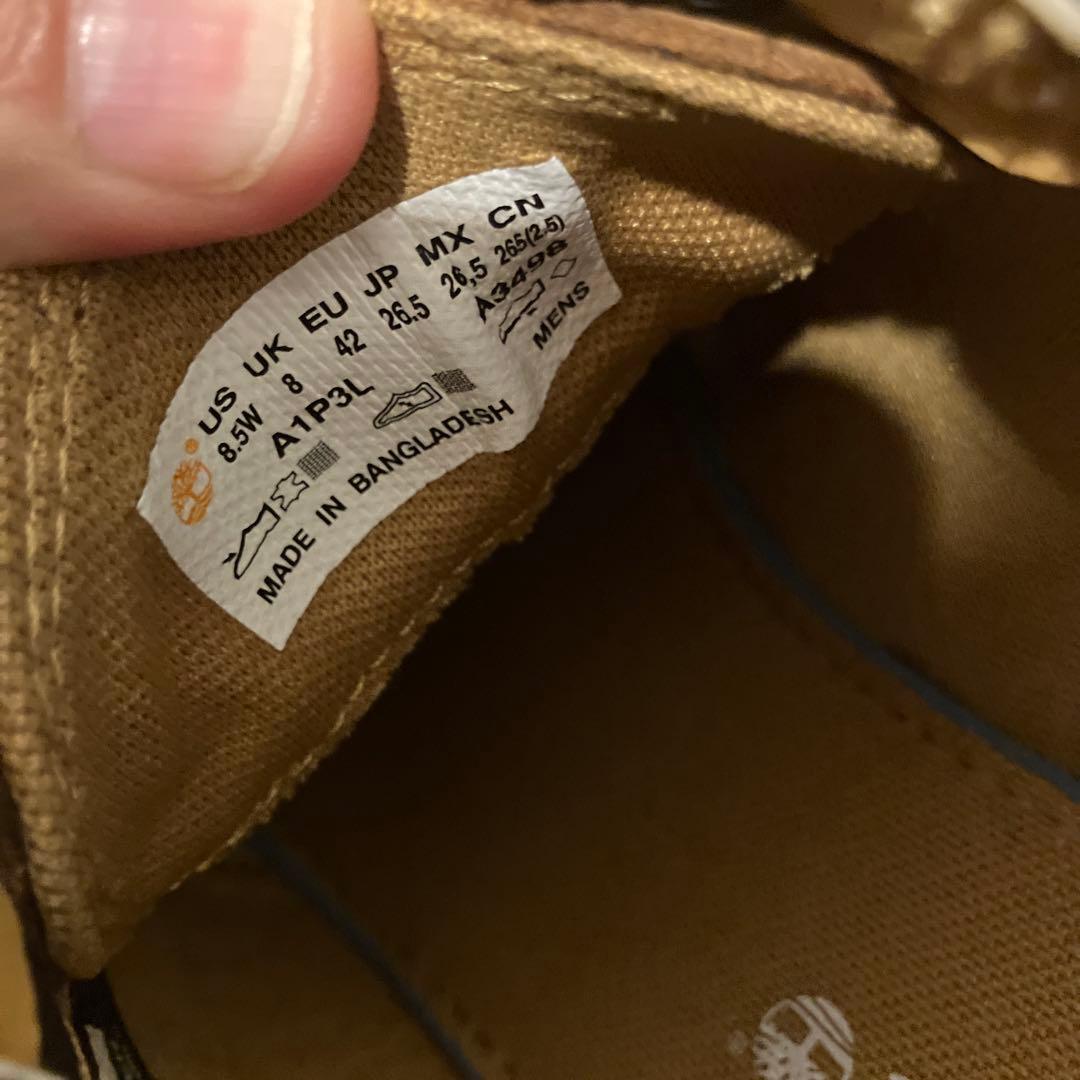 US UK EU JP MX CN
8.5W 8 42 26.5 26,5 265(2.5)
A1P3L A3498
MENS
MADE IN BANGLADESH
®